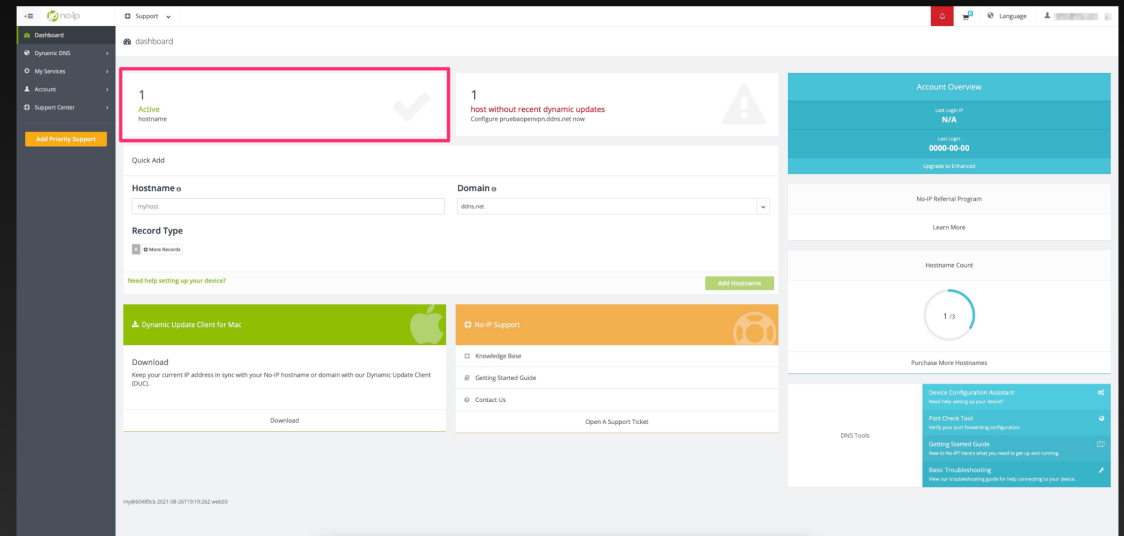 no-ip
Support
Language
Dashboard
Dynamic DNS
My Services
Account
Support Center
Add Priority Support
dashboard
1
Active
hostname
1
host without recent dynamic updates
Configure pruebaopenvpn.ddns.net now
Quick Add
Hostname
myhost
Domain
ddns.net
Record Type
A More Records
Need help setting up your device?
Add Hostname
Dynamic Update Client for Mac
Download
Keep your current IP address in sync with your No-IP hostname or domain with our Dynamic Update Client
(DUC).
Download
No-IP Support
Knowledge Base
Getting Started Guide
Contact Us
Open A Support Ticket
Account Overview
Last Login IP
N/A
Last Login
0000-00-00
Upgrade to Enhanced
No-IP Referral Program
Learn More
Hostname Count
1 /3
Purchase More Hostnames
DNS Tools
Device Configuration Assistant
Need help setting up your device?
Port Check Tool
Verify your port forwarding configuration.
Getting Started Guide
New to No-IP? Here's what you need to get up and running.
Basic Troubleshooting
View our troubleshooting guide for help connecting to your device.
my@60489cb 2021-08-26T19:19:26Z web03